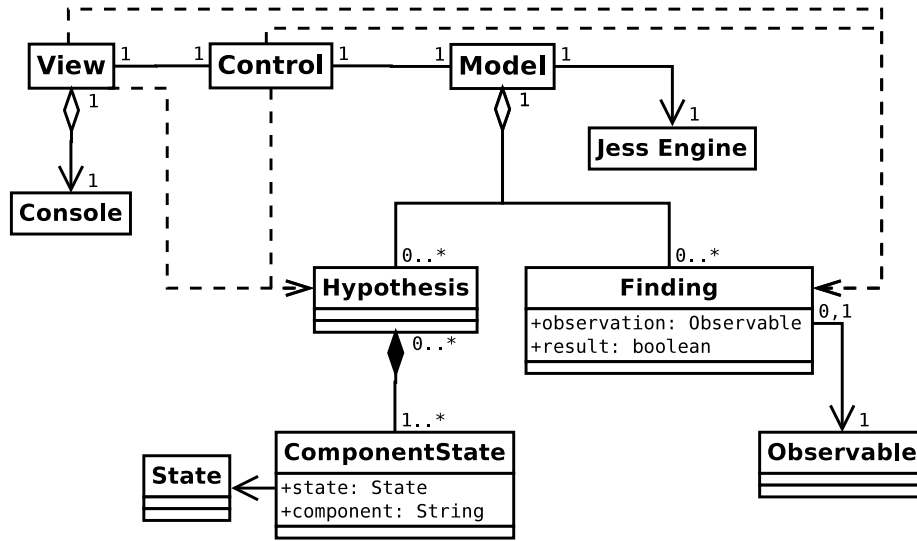 View
1
1
Control
1
1
Model
1
1
1
1
1
Jess Engine
Console
0..*
0..*
Hypothesis
Finding
+observation: Observable
+result: boolean
0,1
0..*
1..*
1
ComponentState
+state: State
+component: String
State
Observable